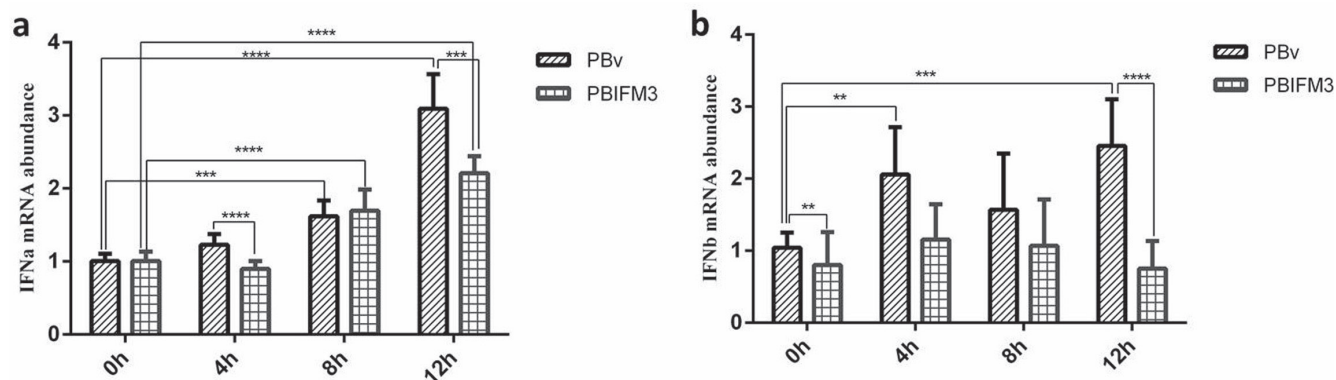 a
IFNa mRNA abundance
4
3
2
1
0
****
****
***
****
***
****
0h
4h
8h
12h
PBv
PBIFM3
b
IFNb mRNA abundance
4
3
2
1
0
***
****
**
**
0h
4h
8h
12h
PBv
PBIFM3